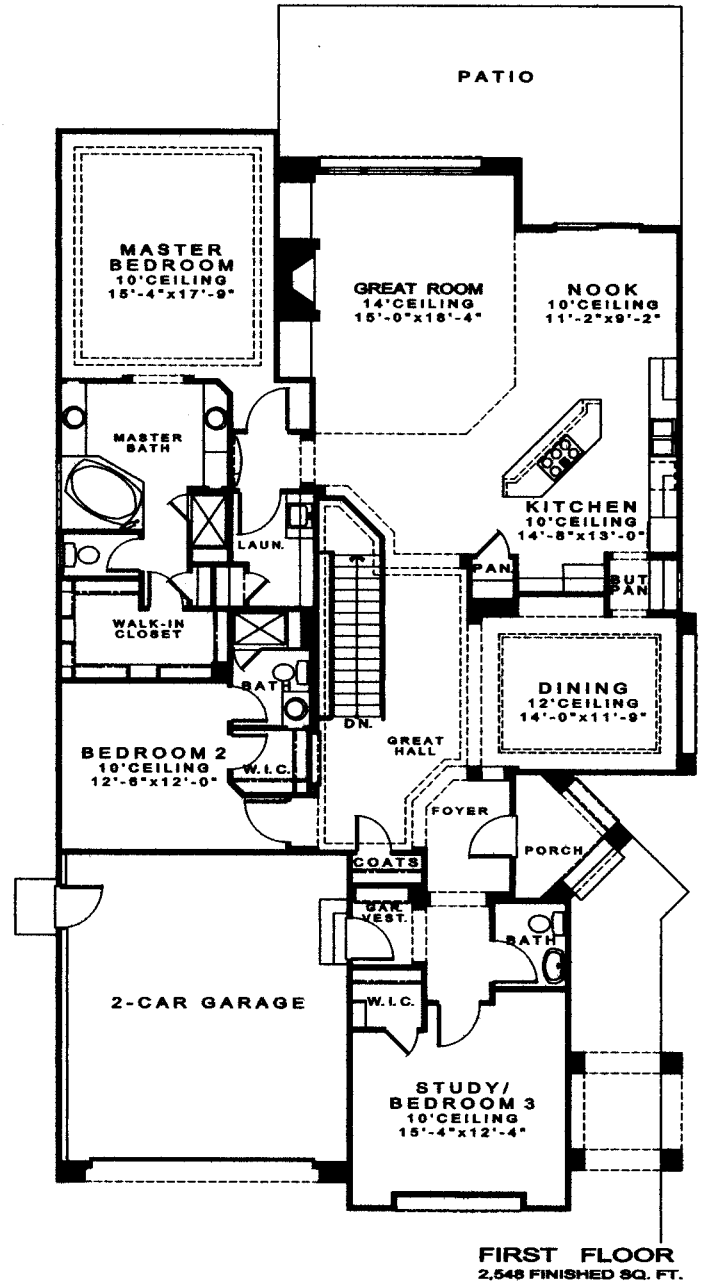 PATIO
MASTER
BEDROOM
10'CEILING
15'-4"x17'-9"
GREAT ROOM
14'CEILING
15'-0"x18'-4"
NOOK
10'CEILING
11'-2"x9'-2"
MASTER
BATH
KITCHEN
10'CEILING
14'-8"x13'-0"
LAUN.
PAN.
BUT
PAN
WALK-IN
CLOSET
BATH
DINING
12'CEILING
14'-0"x11'-9"
DN.
GREAT
HALL
BEDROOM 2
10'CEILING
12'-6"x12'-0"
W.I.C.
FOYER
PORCH
COATS
GAR.
VEST.
BATH
2-CAR GARAGE
W.I.C.
STUDY/
BEDROOM 3
10'CEILING
15'-4"x12'-4"
FIRST FLOOR
2,548 FINISHED SQ. FT.